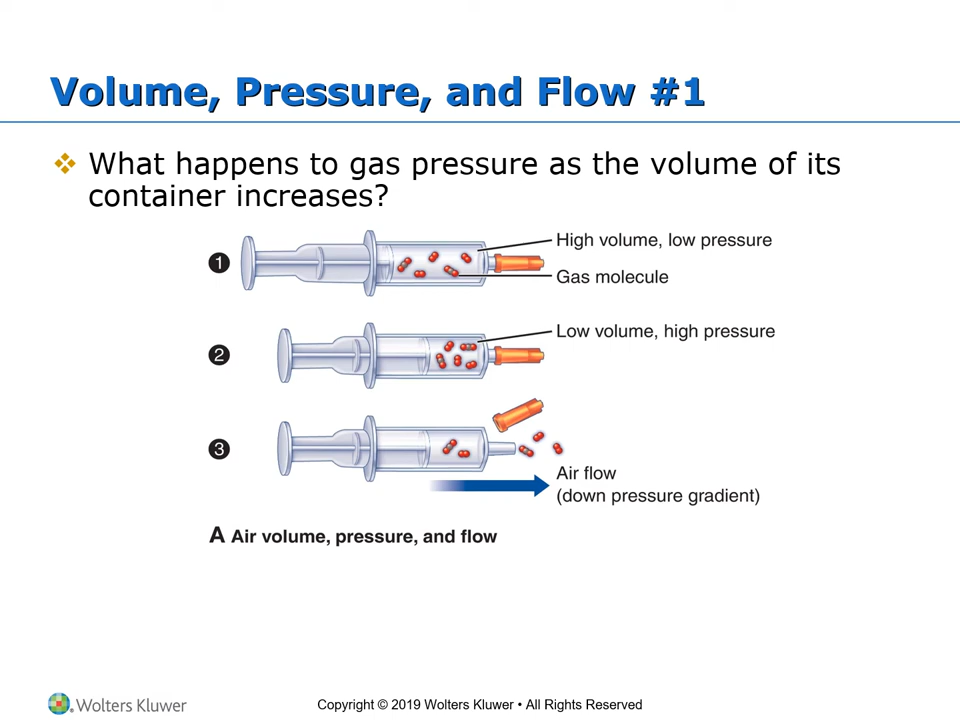 Volume, Pressure, and Flow #1
❖ What happens to gas pressure as the volume of its
container increases?
1
High volume, low pressure
Gas molecule
2
Low volume, high pressure
3
Air flow
(down pressure gradient)
A Air volume, pressure, and flow
Wolters Kluwer
Copyright © 2019 Wolters Kluwer • All Rights Reserved